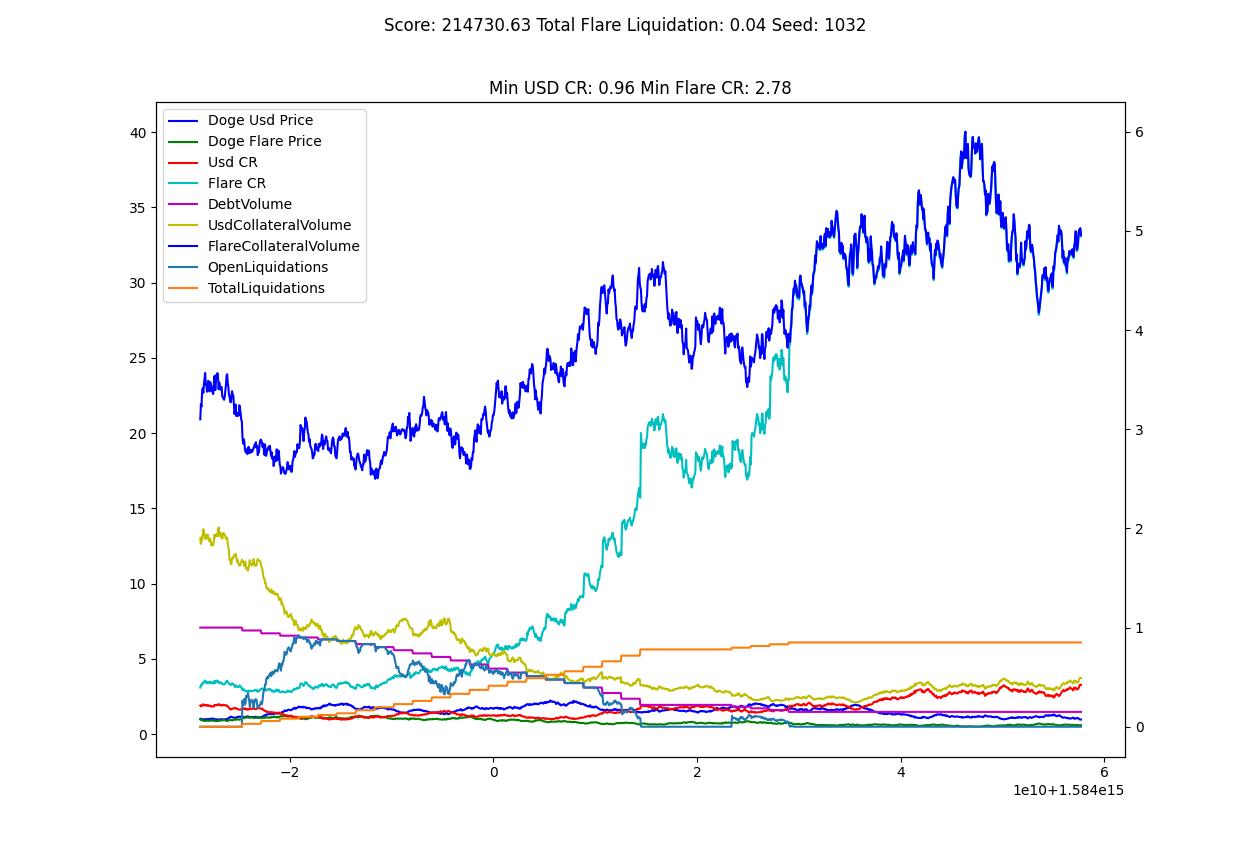 Score: 214730.63 Total Flare Liquidation: 0.04 Seed: 1032
Min USD CR: 0.96 Min Flare CR: 2.78
Doge Usd Price
Doge Flare Price
Usd CR
Flare CR
DebtVolume
UsdCollateralVolume
FlareCollateralVolume
OpenLiquidations
TotalLiquidations
40
35
30
25
20
15
10
5
0
6
5
4
3
2
1
0
−2
0
2
4
6
1e10+1.584e15